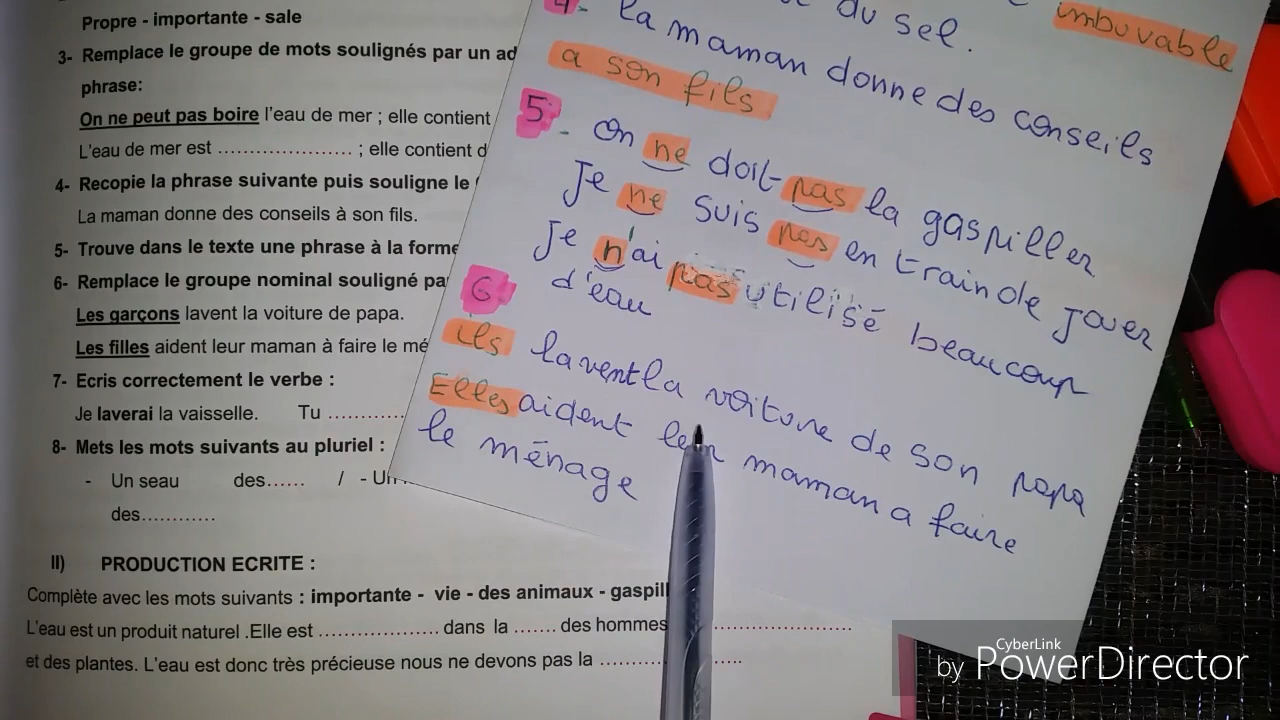 Propre - importante - sale
3- Remplace le groupe de mots soulignés par un ad
phrase:
On ne peut pas boire l'eau de mer ; elle contient
L'eau de mer est ..................... ; elle contient d
4- Recopie la phrase suivante puis souligne le
La maman donne des conseils à son fils.
5- Trouve dans le texte une phrase à la forme
6- Remplace le groupe nominal souligné pa
Les garçons lavent la voiture de papa.
Les filles aident leur maman à faire le mé
7- Ecris correctement le verbe :
Je laverai la vaisselle. Tu ............
8- Mets les mots suivants au pluriel :
- Un seau des...... / - Un
des............
II) PRODUCTION ECRITE :
Complète avec les mots suivants : importante - vie - des animaux - gaspill
L'eau est un produit naturel .Elle est ................... dans la ....... des hommes ......................
et des plantes. L'eau est donc très précieuse nous ne devons pas la ......................
imbuvable
du sel.
4- la maman donne des conseils
a son fils
5- On ne doit pas la gaspiller
Je ne suis pas en train de jouer
Je n'ai pas utilisé beaucoup
d'eau
6
ils lavent la voiture de son papa
Elles aident maman a faire
le ménage
CyberLink
by PowerDirector